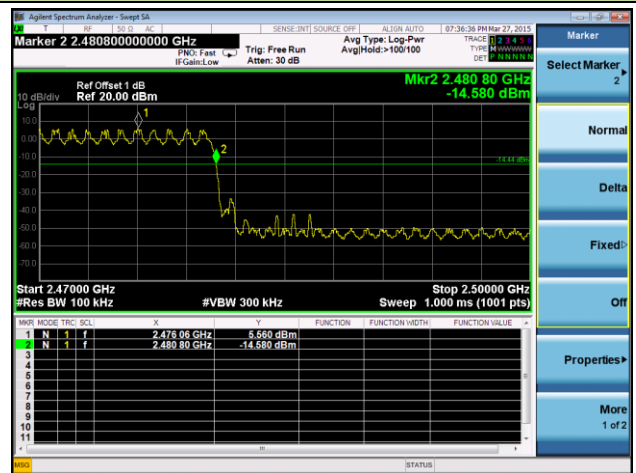 Agilent Spectrum Analyzer - Swept SA
T RF 50 Ω AC SENSE:INT SOURCE OFF ALIGN AUTO 07:36:36 PM Mar 27, 2015
Marker 2 2.480800000000 GHz
PNO: Fast
IFGain:Low
Trig: Free Run
Atten: 30 dB
Avg Type: Log-Pwr
Avg|Hold:>100/100
TRACE 1 2 3 4 5 6
TYPE M WWWWW
DET P N N N N N
Ref Offset 1 dB
10 dB/div Ref 20.00 dBm
Log
Mkr2 2.480 80 GHz
-14.580 dBm
10.0
0.00
-10.0
-20.0
-30.0
-40.0
-50.0
-60.0
-70.0
1
2
-14.44 dBm
Start 2.47000 GHz Stop 2.50000 GHz
#Res BW 100 kHz #VBW 300 kHz Sweep 1.000 ms (1001 pts)
MKR MODE TRC SCL X Y FUNCTION FUNCTION WIDTH FUNCTION VALUE
1 N 1 f 2.476 06 GHz 5.560 dBm
2 N 1 f 2.480 80 GHz -14.580 dBm
3
4
5
6
7
8
9
10
11
MSG STATUS
Marker
Select Marker
2
Normal
Delta
Fixed
Off
Properties
More
1 of 2